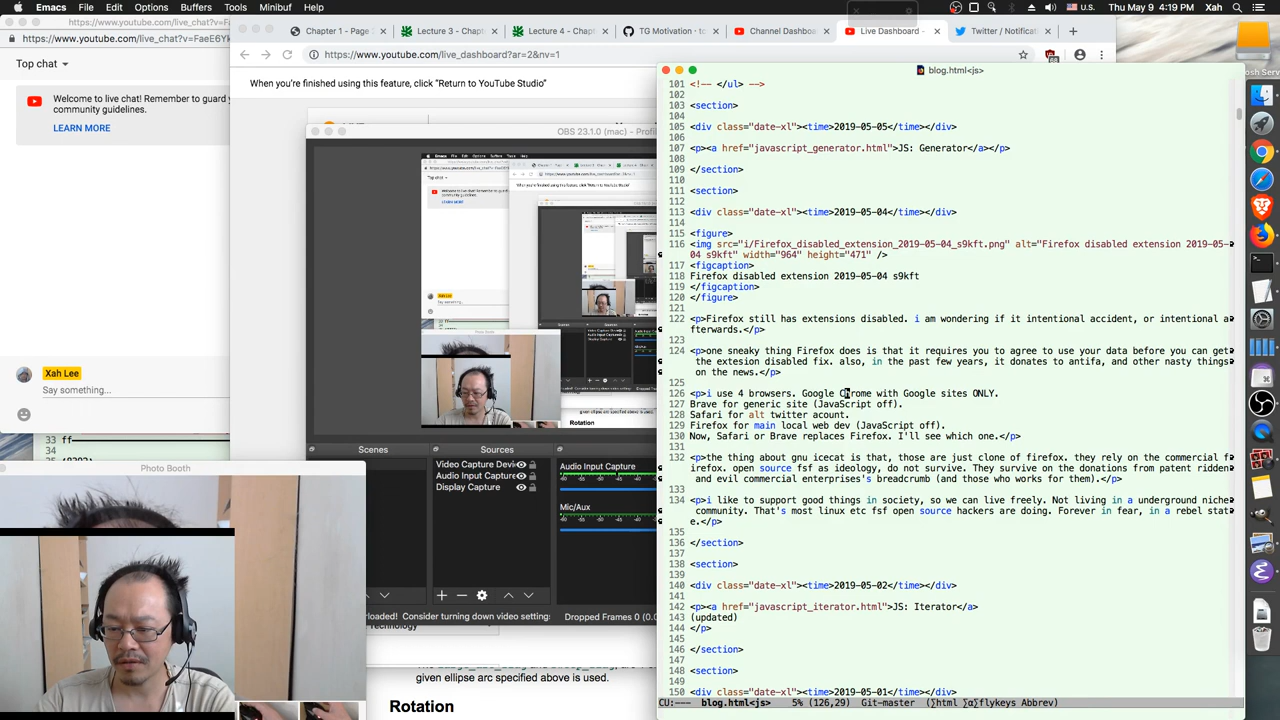 Emacs File Edit Options Buffers Tools Minibuf Help
Thu May 9 4:19 PM Xah
https://www.youtube.com/live_chat?v=
https://www.youtube.com/live_chat?v=FaeE6Y
Top chat
Welcome to live chat! Remember to guard
community guidelines.
LEARN MORE
Xah Lee
Say something...
Chapter 1 - Page
Lecture 3 - Chapt
Lecture 4 - Chapt
TG Motivation · to
Channel Dashboa
Live Dashboard -
Twitter / Notificat
https://www.youtube.com/live_dashboard?ar=2&nv=1
When you're finished using this feature, click "Return to YouTube Studio"
OBS 23.1.0 (mac) - Profil
Scenes
Sources
Video Capture Devi
Audio Input Capture
Display Capture
Audio Input Capture
Mic/Aux
Dropped Frames 0 (0.0
Consider turning down video setting
Technology
given ellipse arc specified above is used.
Rotation
Photo Booth
blog.html<js>
101 <!-- </ul> -->
102
103 <section>
104
105 <div class="date-xl"><time>2019-05-05</time></div>
106
107 <p><a href="javascript_generator.html">JS: Generator</a></p>
108
109 </section>
110
111 <section>
112
113 <div class="date-xl"><time>2019-05-04</time></div>
114
115 <figure>
116 <img src="i/Firefox_disabled_extension_2019-05-04_s9kft.png" alt="Firefox disabled extension 2019-05-
04 s9kft" width="964" height="471" />
117 <figcaption>
118 Firefox disabled extension 2019-05-04 s9kft
119 </figcaption>
120 </figure>
121
122 <p>Firefox still has extensions disabled. i am wondering if it intentional accident, or intentional a
fterwards.</p>
123
124 <p>one sneaky thing firefox does is that it requires you to agree to use your data before you can get
the extension disabled fix. also, in the past few years, it donates to antifa, and other nasty things
on the news.</p>
125
126 <p>i use 4 browsers. Google Chrome with Google sites ONLY.
127 Brave for generic site (JavaScript off).
128 Safari for alt twitter acount.
129 Firefox for main local web dev (JavaScript off).
130 Now, Safari or Brave replaces Firefox. I'll see which one.</p>
131
132 <p>the thing about gnu icecat is that, those are just clone of firefox. they rely on the commercial f
irefox. open source fsf as ideology, do not survive. They survive on the donations from patent ridden
and evil commercial enterprises's breadcrumb (and those who works for them).</p>
133
134 <p>i like to support good things in society, so we can live freely. Not living in a underground niche
community. That's most linux etc fsf open source hackers are doing. Forever in fear, in a rebel stat
e.</p>
135
136 </section>
137
138 <section>
139
140 <div class="date-xl"><time>2019-05-02</time></div>
141
142 <p><a href="javascript_iterator.html">JS: Iterator</a>
143 (updated)
144 </p>
145
146 </section>
147
148 <section>
149
150 <div class="date-xl"><time>2019-05-01</time></div>
CU:--- blog.html<js> 5% (126,29) Git-master (∑html ∑α⌇flykeys Abbrev)